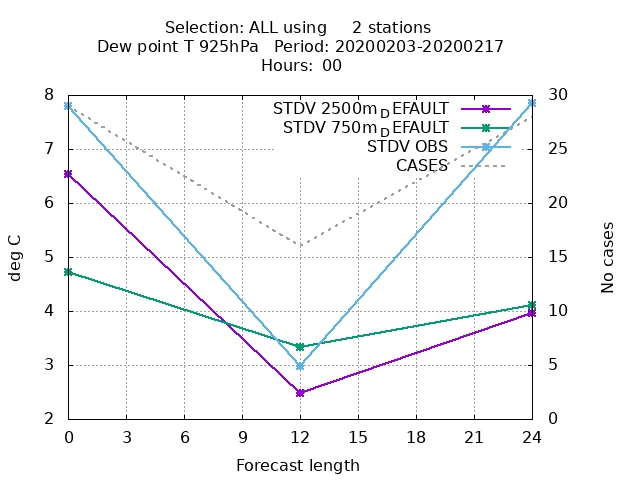 Selection: ALL using     2 stations
Dew point T 925hPa   Period: 20200203-20200217
Hours: 00
8 30
STDV 2500m_DEFAULT
STDV 750m_DEFAULT
STDV OBS
CASES
7 25
6 20
5 15
4 10
3 5
2 0
deg C
No cases
0 3 6 9 12 15 18 21 24
Forecast length